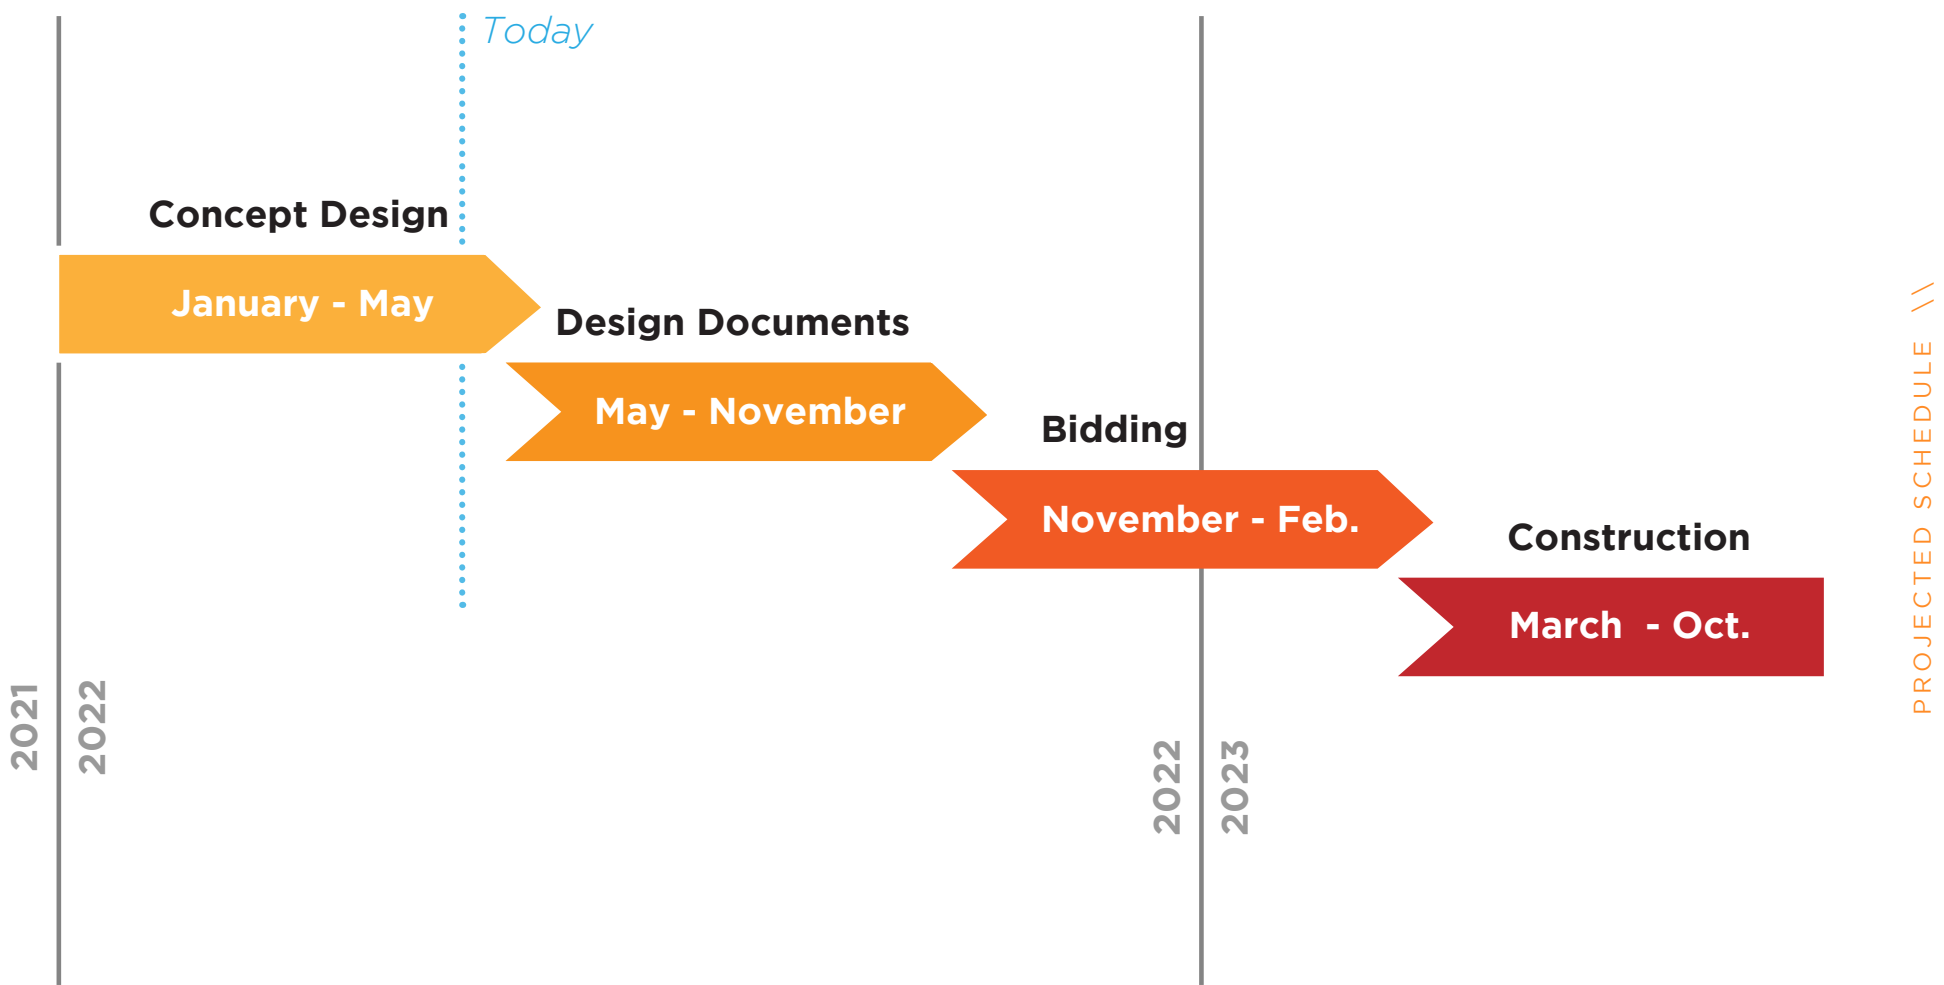 Today
Concept Design
January - May
Design Documents
May - November
Bidding
November - Feb.
Construction
March - Oct.
2021
2022
2022
2023
PROJECTED SCHEDULE \\